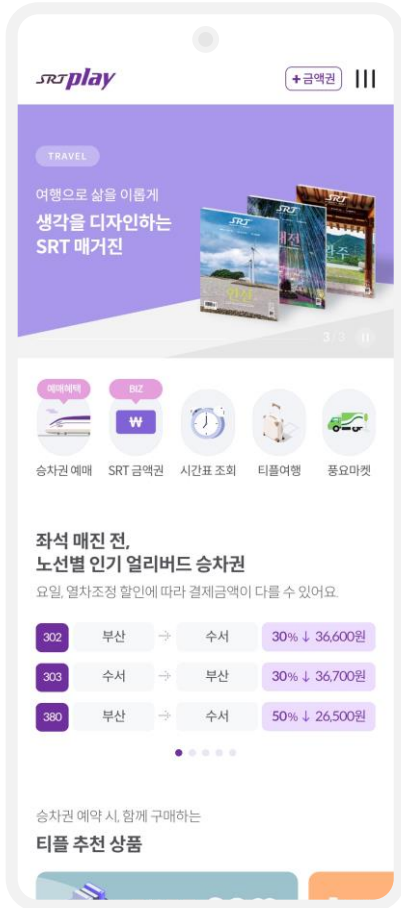 SRTplay
+금액권
TRAVEL
여행으로 삶을 이롭게
생각을 디자인하는
SRT 매거진
SRT
SRT
SRT
완주
3/3
예매혜택
BIZ
₩
승차권 예매
SRT 금액권
시간표 조회
티플여행
풍요마켓
좌석 매진 전,
노선별 인기 얼리버드 승차권
요일, 열차조정 할인에 따라 결제금액이 다를 수 있어요.
302 부산 → 수서 30% ↓ 36,600원
303 수서 → 부산 30% ↓ 36,700원
380 부산 → 수서 50% ↓ 26,500원
승차권 예약 시, 함께 구매하는
티플 추천 상품